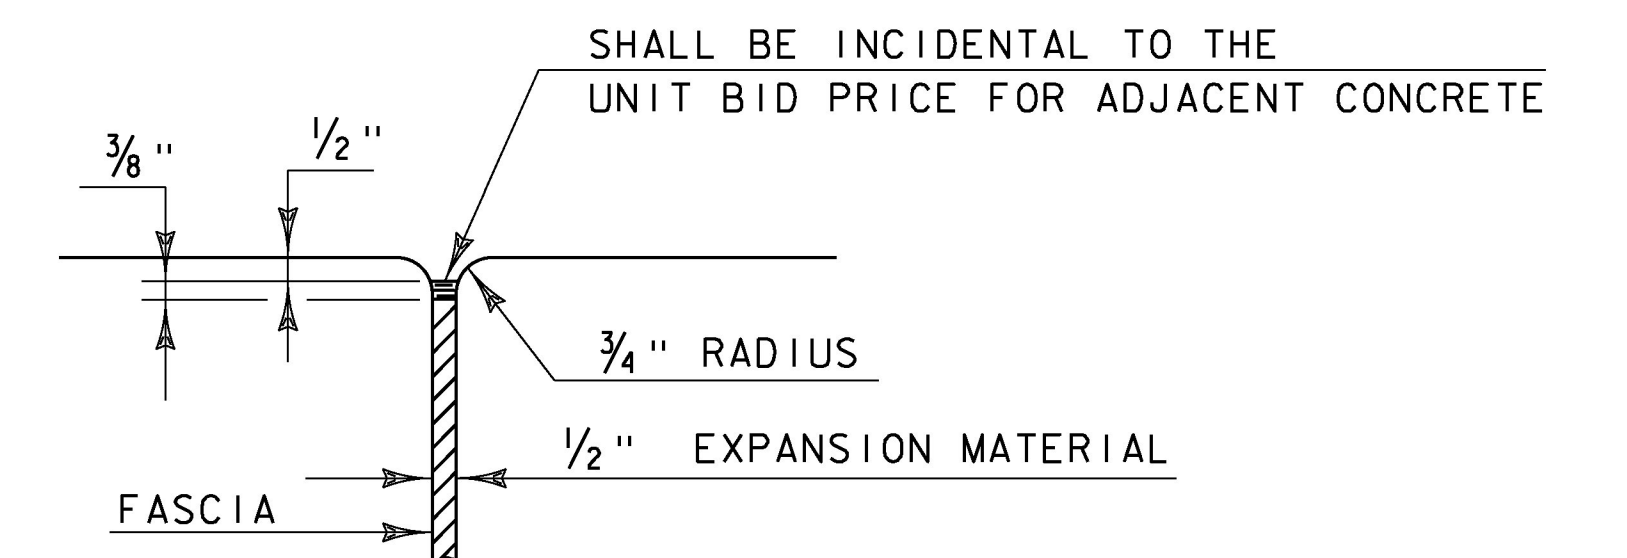 SHALL BE INCIDENTAL TO THE
UNIT BID PRICE FOR ADJACENT CONCRETE
1/2"
3/8"
3/4" RADIUS
1/2" EXPANSION MATERIAL
FASCIA